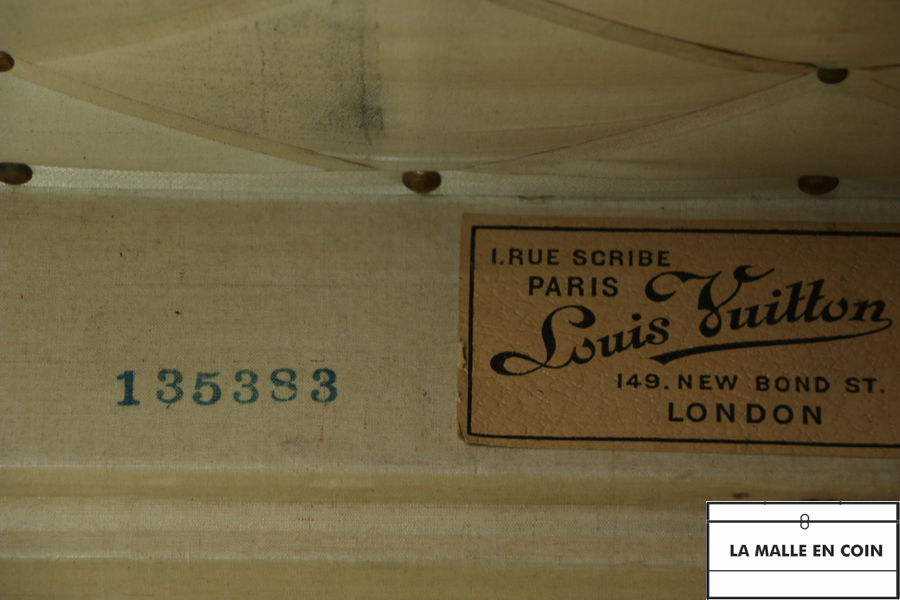 1.RUE SCRIBE
PARIS
Louis Vuitton
149. NEW BOND ST.
LONDON
135383
LA MALLE EN COIN